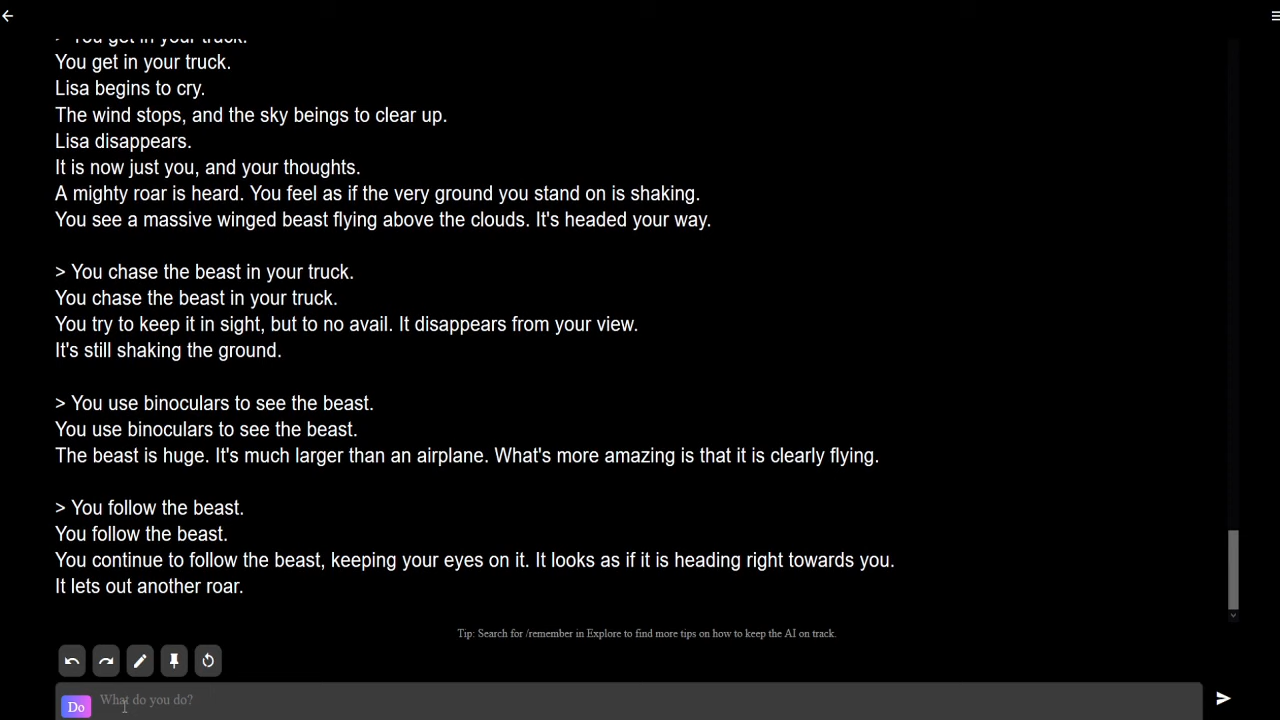 > You get in your truck.
You get in your truck.
Lisa begins to cry.
The wind stops, and the sky beings to clear up.
Lisa disappears.
It is now just you, and your thoughts.
A mighty roar is heard. You feel as if the very ground you stand on is shaking.
You see a massive winged beast flying above the clouds. It's headed your way.
> You chase the beast in your truck.
You chase the beast in your truck.
You try to keep it in sight, but to no avail. It disappears from your view.
It's still shaking the ground.
> You use binoculars to see the beast.
You use binoculars to see the beast.
The beast is huge. It's much larger than an airplane. What's more amazing is that it is clearly flying.
> You follow the beast.
You follow the beast.
You continue to follow the beast, keeping your eyes on it. It looks as if it is heading right towards you.
It lets out another roar.
Tip: Search for /remember in Explore to find more tips on how to keep the AI on track.
Do What do you do?